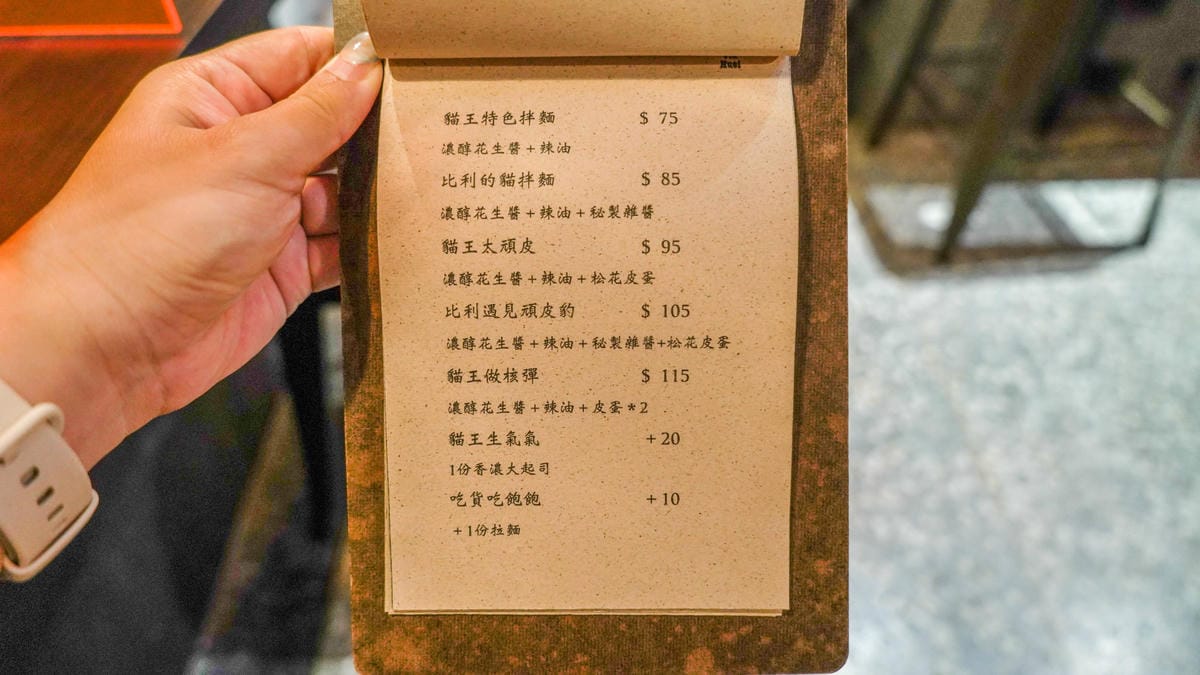 Huei
貓王特色拌麵 $ 75
濃醇花生醬+辣油
比利的貓拌麵 $ 85
濃醇花生醬+辣油+秘製雜醬
貓王太頑皮 $ 95
濃醇花生醬+辣油+松花皮蛋
比利遇見頑皮豹 $ 105
濃醇花生醬+辣油+秘製雜醬+松花皮蛋
貓王做核彈 $ 115
濃醇花生醬+辣油+皮蛋*2
貓王生氣氣 +20
1份香濃大起司
吃貨吃飽飽 +10
+1份拉麵